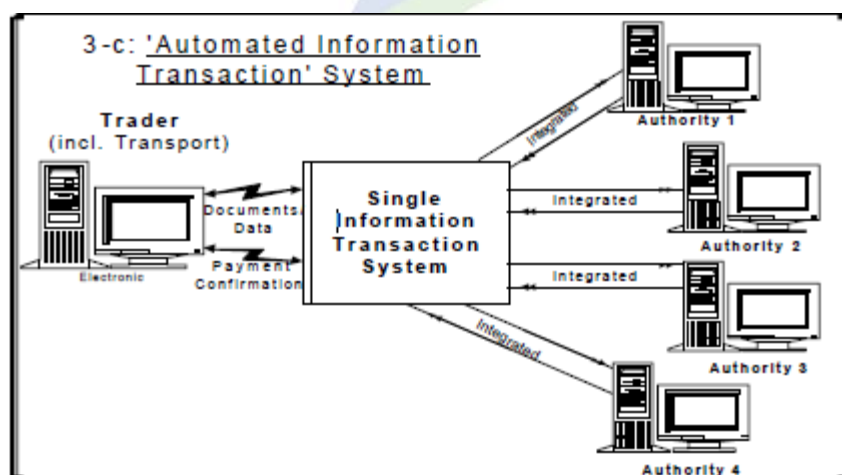 3-c: 'Automated Information
Transaction' System
Trader
(incl. Transport)
Electronic
Documents/
Data
Payment
Confirmation
Single
Information
Transaction
System
Integrated
Authority 1
Integrated
Authority 2
Integrated
Authority 3
Integrated
Authority 4